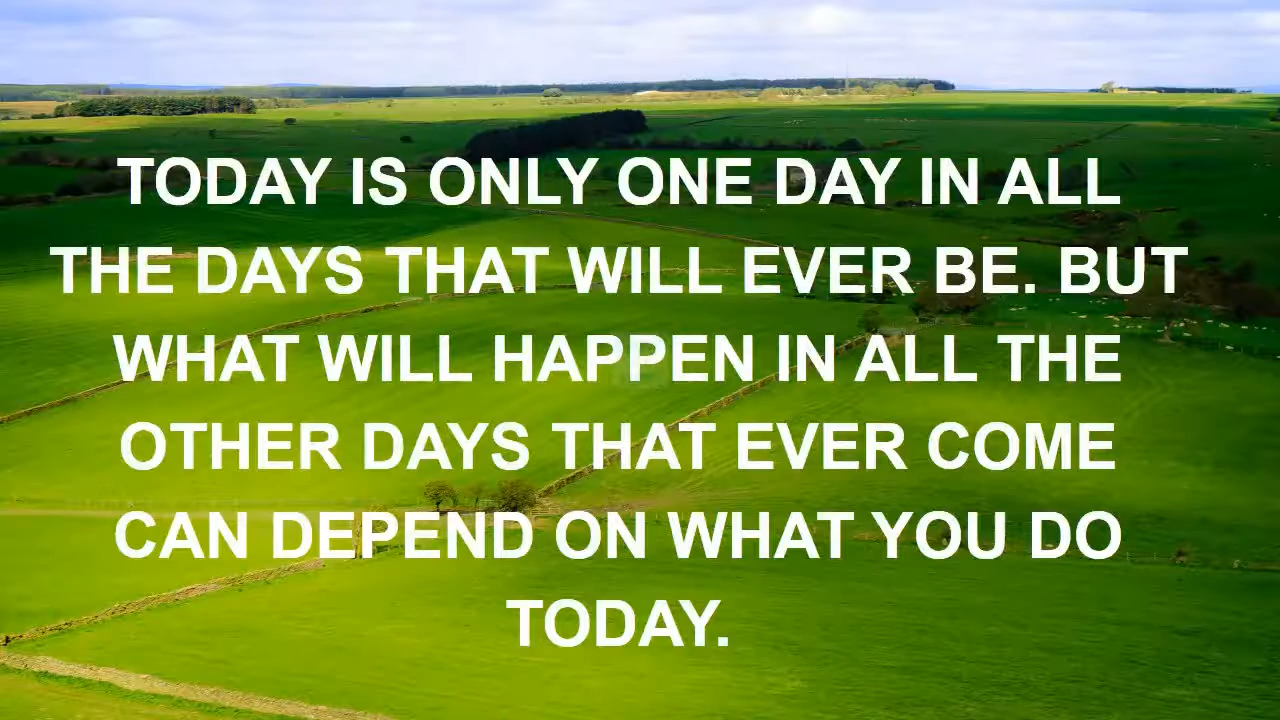 TODAY IS ONLY ONE DAY IN ALL
THE DAYS THAT WILL EVER BE. BUT
WHAT WILL HAPPEN IN ALL THE
OTHER DAYS THAT EVER COME
CAN DEPEND ON WHAT YOU DO
TODAY.